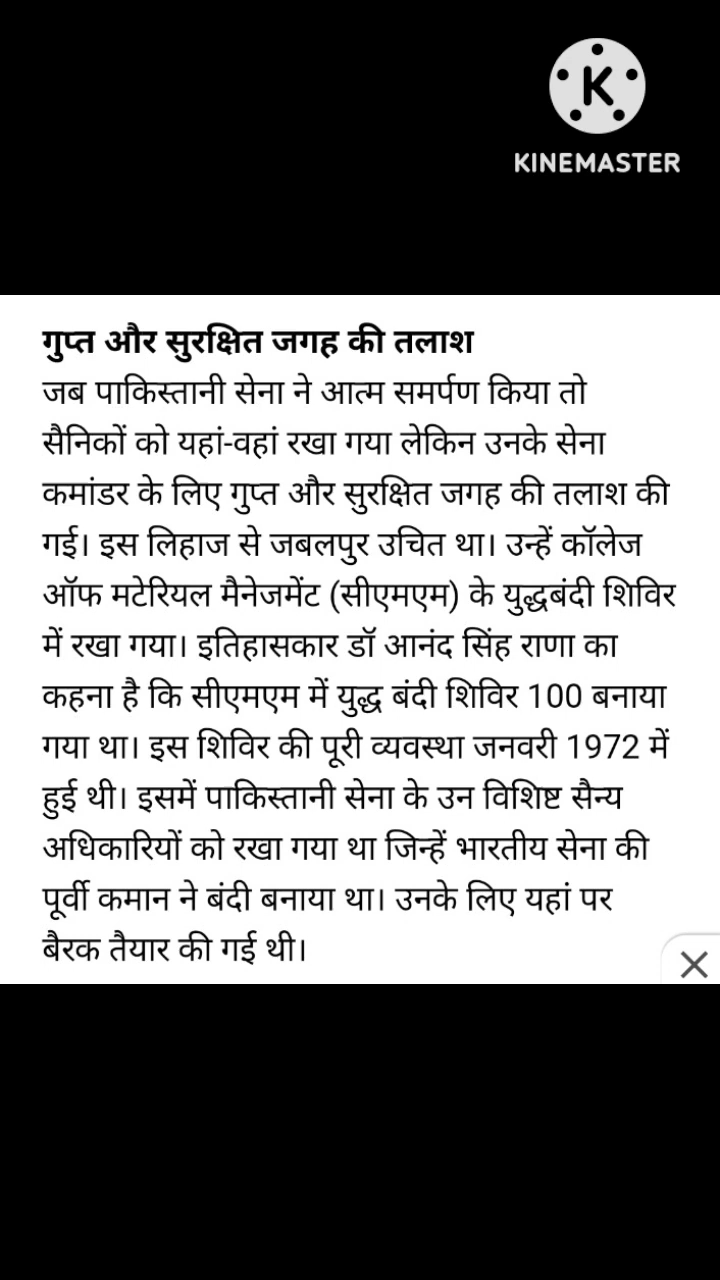 K
KINEMASTER
गुप्त और सुरक्षित जगह की तलाश
जब पाकिस्तानी सेना ने आत्म समर्पण किया तो
सैनिकों को यहां-वहां रखा गया लेकिन उनके सेना
कमांडर के लिए गुप्त और सुरक्षित जगह की तलाश की
गई। इस लिहाज से जबलपुर उचित था। उन्हें कॉलेज
ऑफ मटेरियल मैनेजमेंट (सीएमएम) के युद्धबंदी शिविर
में रखा गया। इतिहासकार डॉ आनंद सिंह राणा का
कहना है कि सीएमएम में युद्ध बंदी शिविर 100 बनाया
गया था। इस शिविर की पूरी व्यवस्था जनवरी 1972 में
हुई थी। इसमें पाकिस्तानी सेना के उन विशिष्ट सैन्य
अधिकारियों को रखा गया था जिन्हें भारतीय सेना की
पूर्वी कमान ने बंदी बनाया था। उनके लिए यहां पर
बैरक तैयार की गई थी।